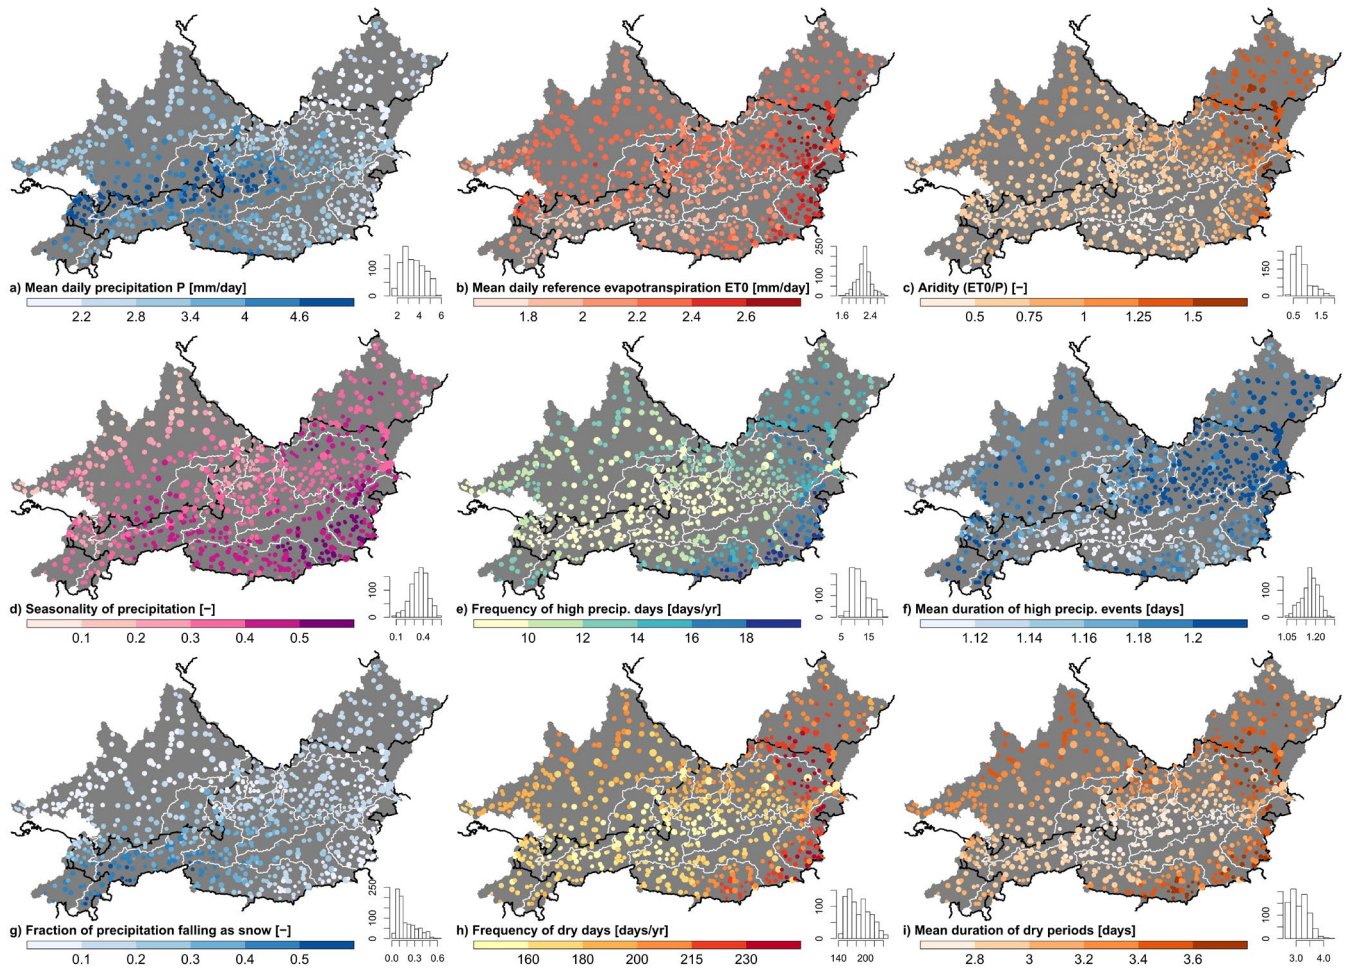 100
0
2 4 6
a) Mean daily precipitation P [mm/day]
2.2 2.8 3.4 4 4.6
250
100
0
1.6 2.4
b) Mean daily reference evapotranspiration ET0 [mm/day]
1.8 2 2.2 2.4 2.6
150
0
0.5 1.5
c) Aridity (ET0/P) [−]
0.5 0.75 1 1.25 1.5
100
0
0.1 0.4
d) Seasonality of precipitation [−]
0.1 0.2 0.3 0.4 0.5
100
0
5 15
e) Frequency of high precip. days [days/yr]
10 12 14 16 18
100
0
1.05 1.20
f) Mean duration of high precip. events [days]
1.12 1.14 1.16 1.18 1.2
250
100
0
0.0 0.3 0.6
g) Fraction of precipitation falling as snow [−]
0.1 0.2 0.3 0.4 0.5
100
0
140 200
h) Frequency of dry days [days/yr]
160 180 200 215 230
100
0
3.0 4.0
i) Mean duration of dry periods [days]
2.8 3 3.2 3.4 3.6